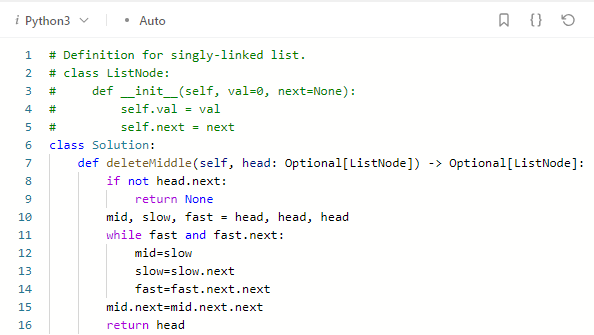 i Python3 • Auto {}
1 # Definition for singly-linked list.
2 # class ListNode:
3 #     def __init__(self, val=0, next=None):
4 #         self.val = val
5 #         self.next = next
6 class Solution:
7     def deleteMiddle(self, head: Optional[ListNode]) -> Optional[ListNode]:
8         if not head.next:
9             return None
10         mid, slow, fast = head, head, head
11         while fast and fast.next:
12             mid=slow
13             slow=slow.next
14             fast=fast.next.next
15         mid.next=mid.next.next
16         return head